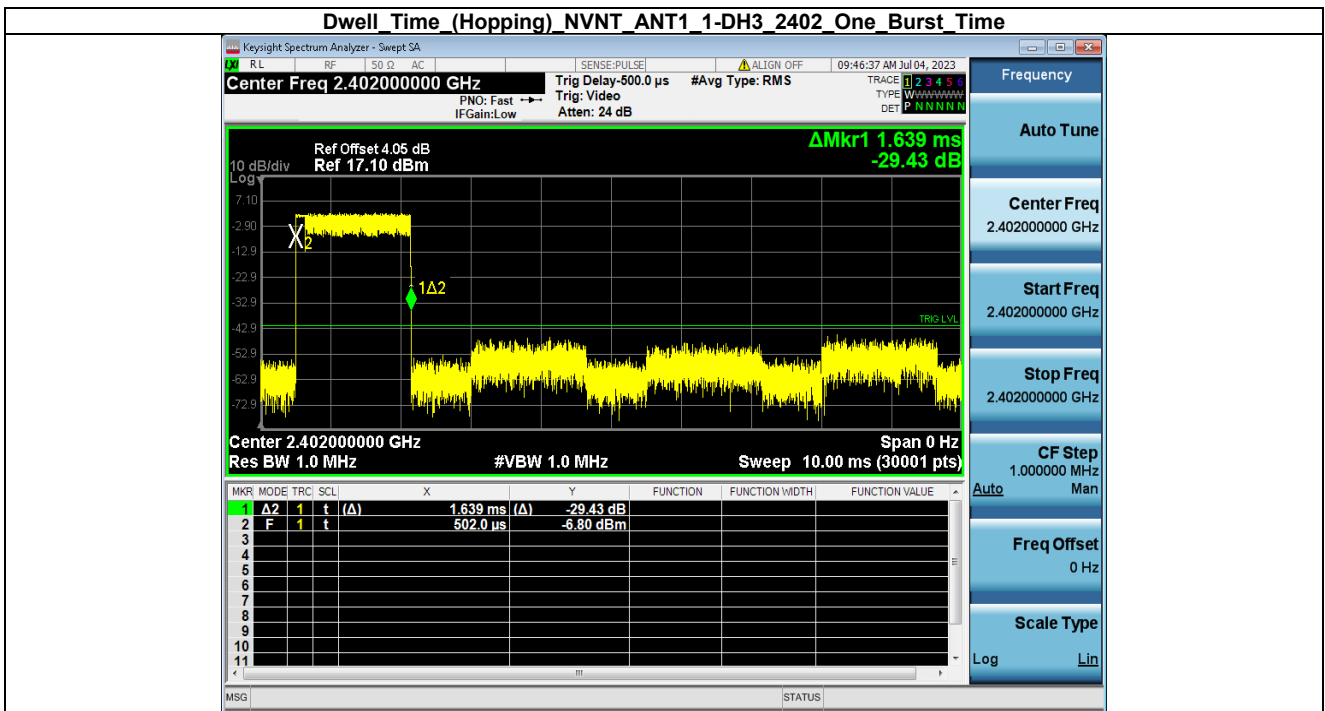 Dwell_Time_(Hopping)_NVNT_ANT1_1-DH3_2402_One_Burst_Time
Keysight Spectrum Analyzer - Swept SA
LXI RL RF 50 Ω AC SENSE:PULSE ALIGN OFF 09:46:37 AM Jul 04, 2023
Center Freq 2.402000000 GHz
PNO: Fast
IFGain:Low
Trig Delay-500.0 µs
Trig: Video
Atten: 24 dB
#Avg Type: RMS
TRACE 1 2 3 4 5 6
TYPE WWWWWW
DET P N N N N N
ΔMkr1 1.639 ms
-29.43 dB
Ref Offset 4.05 dB
10 dB/div Ref 17.10 dBm
Log
7.10
-2.90
-12.9
-22.9
-32.9
-42.9
-52.9
-62.9
-72.9
2
1Δ2
TRIG LVL
Center 2.402000000 GHz Span 0 Hz
Res BW 1.0 MHz #VBW 1.0 MHz Sweep 10.00 ms (30001 pts)
MKR MODE TRC SCL X Y FUNCTION FUNCTION WIDTH FUNCTION VALUE
1 Δ2 1 t (Δ) 1.639 ms (Δ) -29.43 dB
2 F 1 t 502.0 µs -6.80 dBm
3
4
5
6
7
8
9
10
11
MSG STATUS
Frequency
Auto Tune
Center Freq
2.402000000 GHz
Start Freq
2.402000000 GHz
Stop Freq
2.402000000 GHz
CF Step
1.000000 MHz
Auto Man
Freq Offset
0 Hz
Scale Type
Log Lin